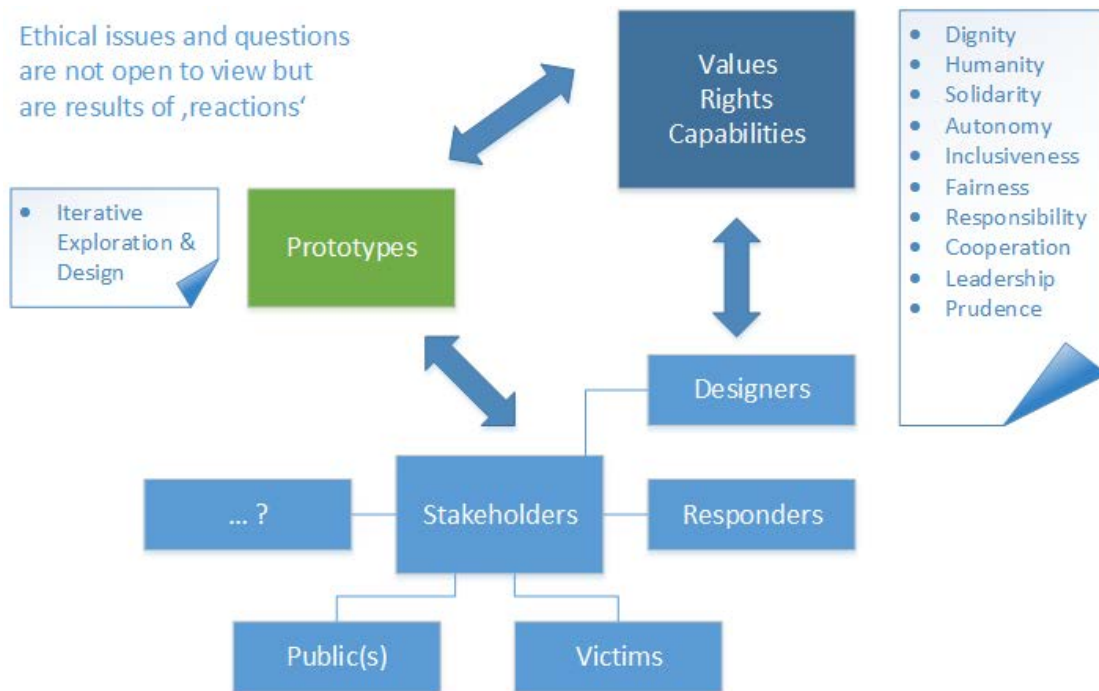 Ethical issues and questions
are not open to view but
are results of ‚reactions‘
Values
Rights
Capabilities
• Dignity
• Humanity
• Solidarity
• Autonomy
• Inclusiveness
• Fairness
• Responsibility
• Cooperation
• Leadership
• Prudence
• Iterative
Exploration &
Design
Prototypes
Designers
... ?
Stakeholders
Responders
Public(s)
Victims